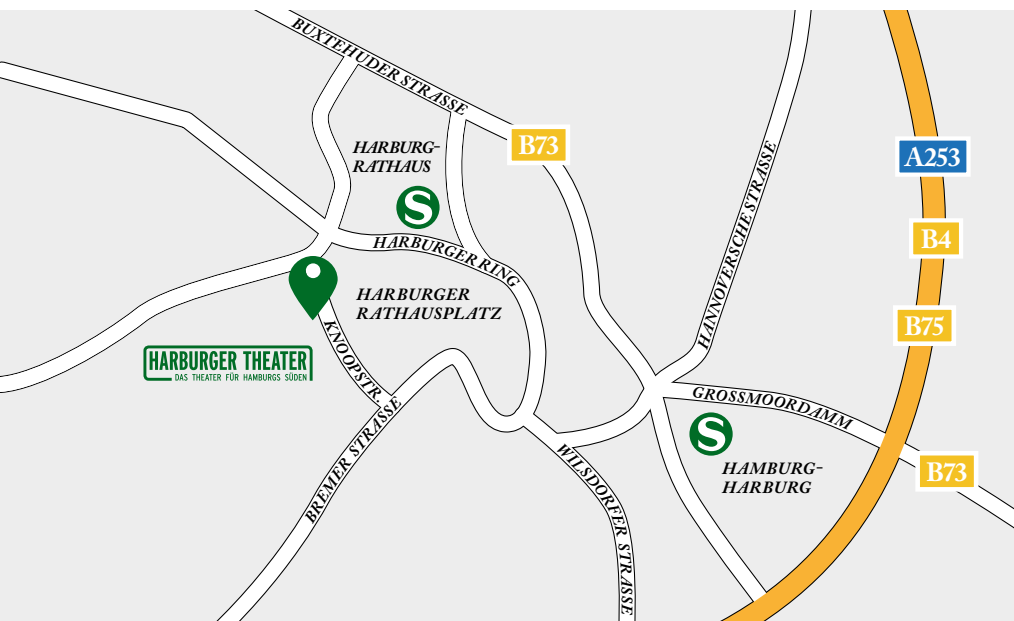 BUXTEHUDER STRASSE
B73
HARBURG-
RATHAUS
S
A253
HANNOVERSCHE STRASSE
B4
HARBURGER RING
HARBURGER
RATHAUSPLATZ
B75
KNOOPSTR.
HARBURGER THEATER
DAS THEATER FÜR HAMBURGS SÜDEN
GROSSMOORDAMM
BREMER STRASSE
S
HAMBURG-
HARBURG
B73
WILSDORFER STRASSE